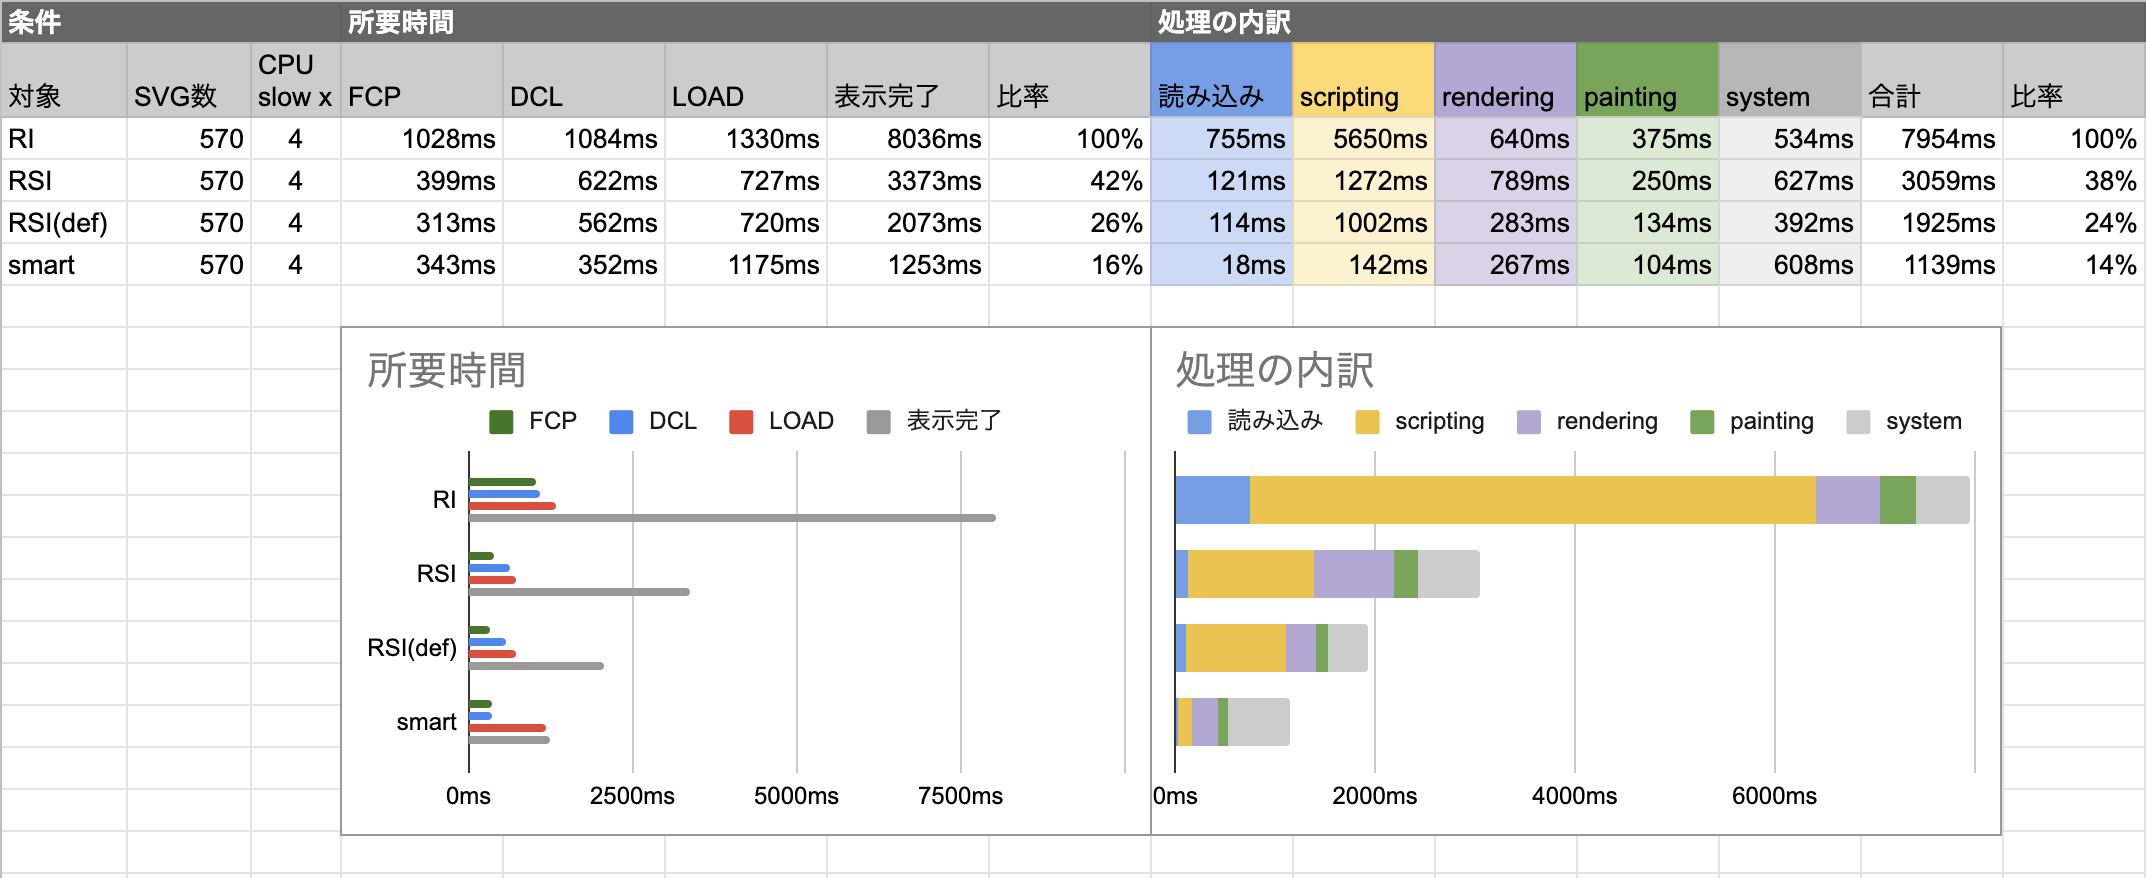 条件 所要時間 処理の内訳
対象 SVG数 CPU slow x FCP DCL LOAD 表示完了 比率 読み込み scripting rendering painting system 合計 比率
RI 570 4 1028ms 1084ms 1330ms 8036ms 100% 755ms 5650ms 640ms 375ms 534ms 7954ms 100%
RSI 570 4 399ms 622ms 727ms 3373ms 42% 121ms 1272ms 789ms 250ms 627ms 3059ms 38%
RSI(def) 570 4 313ms 562ms 720ms 2073ms 26% 114ms 1002ms 283ms 134ms 392ms 1925ms 24%
smart 570 4 343ms 352ms 1175ms 1253ms 16% 18ms 142ms 267ms 104ms 608ms 1139ms 14%
所要時間
FCP DCL LOAD 表示完了
RI
RSI
RSI(def)
smart
0ms 2500ms 5000ms 7500ms
処理の内訳
読み込み scripting rendering painting system
0ms 2000ms 4000ms 6000ms